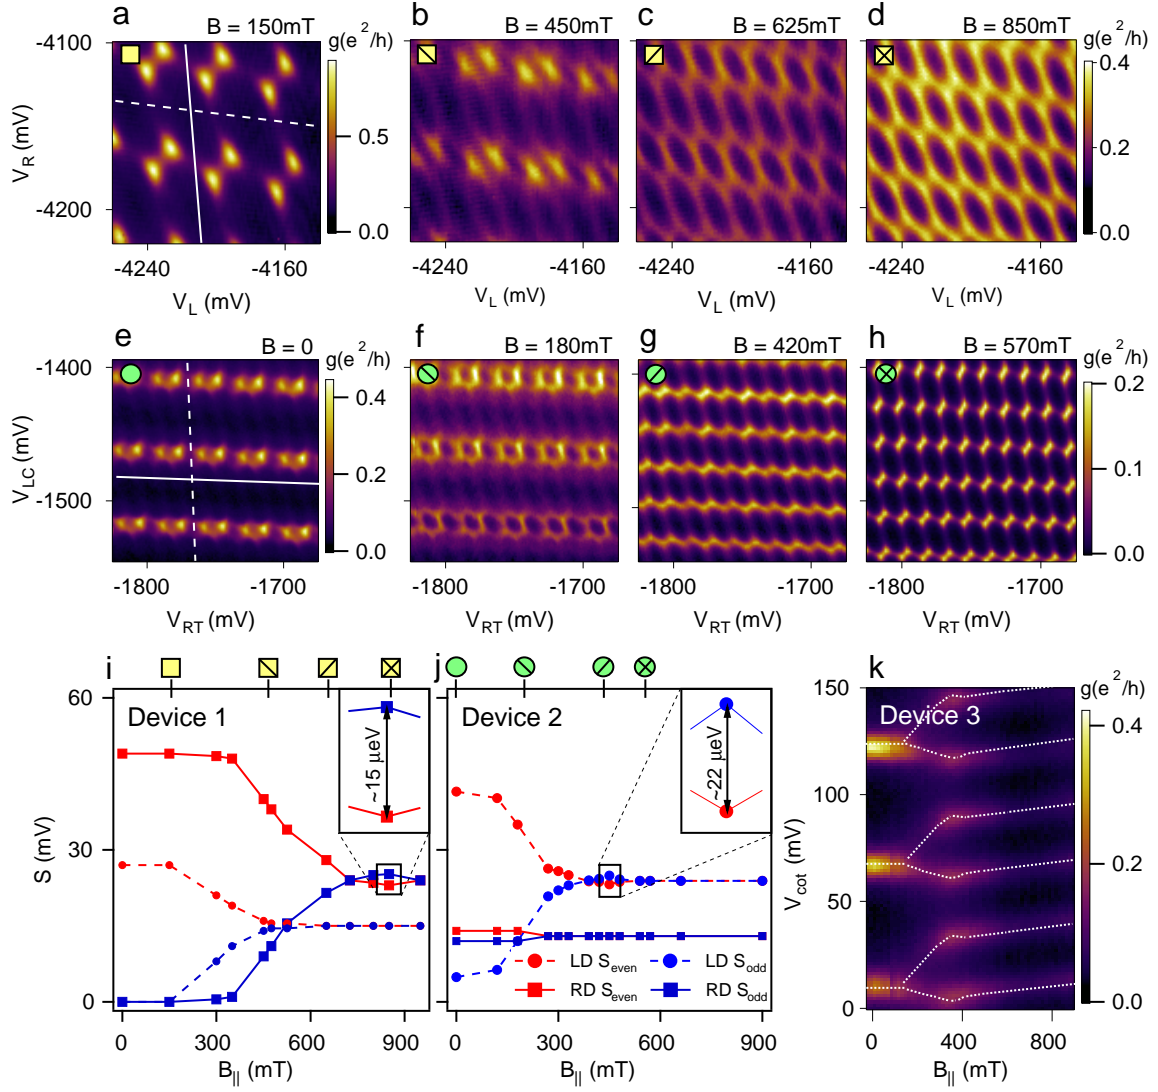 a B = 150mT
b B = 450mT
c B = 625mT
d B = 850mT
g(e²/h)
g(e²/h)
-4100
-4200
V_R (mV)
0.5
0.0
0.4
0.2
0.0
-4240 -4160
-4240 -4160
-4240 -4160
-4240 -4160
V_L (mV)
V_L (mV)
V_L (mV)
V_L (mV)
e B = 0
f B = 180mT
g B = 420mT
h B = 570mT
g(e²/h)
g(e²/h)
-1400
-1500
V_LC (mV)
0.4
0.2
0.0
0.2
0.1
0.0
-1800 -1700
-1800 -1700
-1800 -1700
-1800 -1700
V_RT (mV)
V_RT (mV)
V_RT (mV)
V_RT (mV)
i
Device 1
~15 µeV
60
30
0
S (mV)
0 300 600 900
B_|| (mT)
j
Device 2
~22 µeV
LD S_even
LD S_odd
RD S_even
RD S_odd
0 300 600 900
B_|| (mT)
k
Device 3
g(e²/h)
150
100
50
0
V_cot (mV)
0.4
0.2
0.0
0 400 800
B_|| (mT)